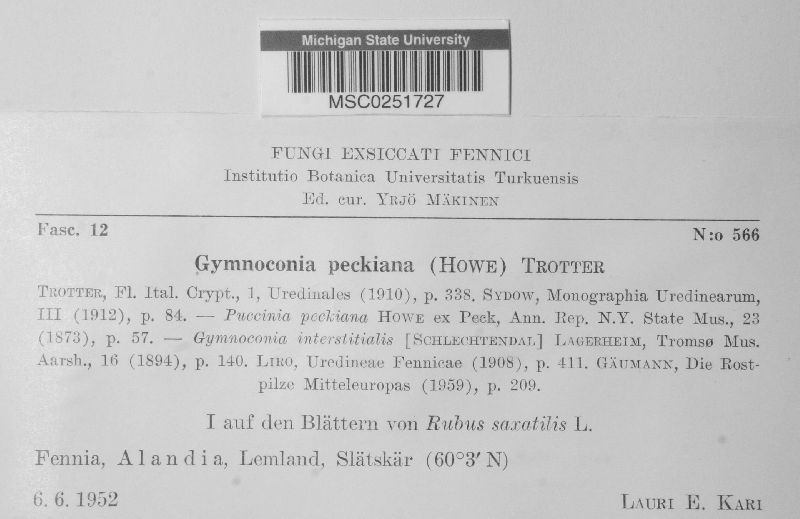 Michigan State University
MSC0251727
FUNGI EXSICCATI FENNICI
Institutio Botanica Universitatis Turkuensis
Ed. cur. YRJÖ MÄKINEN
Fasc. 12
N:o 566
Gymnoconia peckiana (HOWE) TROTTER
TROTTER, Fl. Ital. Crypt., 1, Uredinales (1910), p. 338. SYDOW, Monographia Uredinearum,
III (1912), p. 84. — Puccinia peckiana HOWE ex Peck, Ann. Rep. N.Y. State Mus., 23
(1873), p. 57. — Gymnoconia interstitialis [SCHLECHTENDAL] LAGERHEIM, Tromsø Mus.
Aarsh., 16 (1894), p. 140. LIRO, Uredineae Fennicae (1908), p. 411. GÄUMANN, Die Rost-
pilze Mitteleuropas (1959), p. 209.
I auf den Blättern von Rubus saxatilis L.
Fennia, Alandia, Lemland, Slätskär (60°3′ N)
6. 6. 1952
LAURI E. KARI